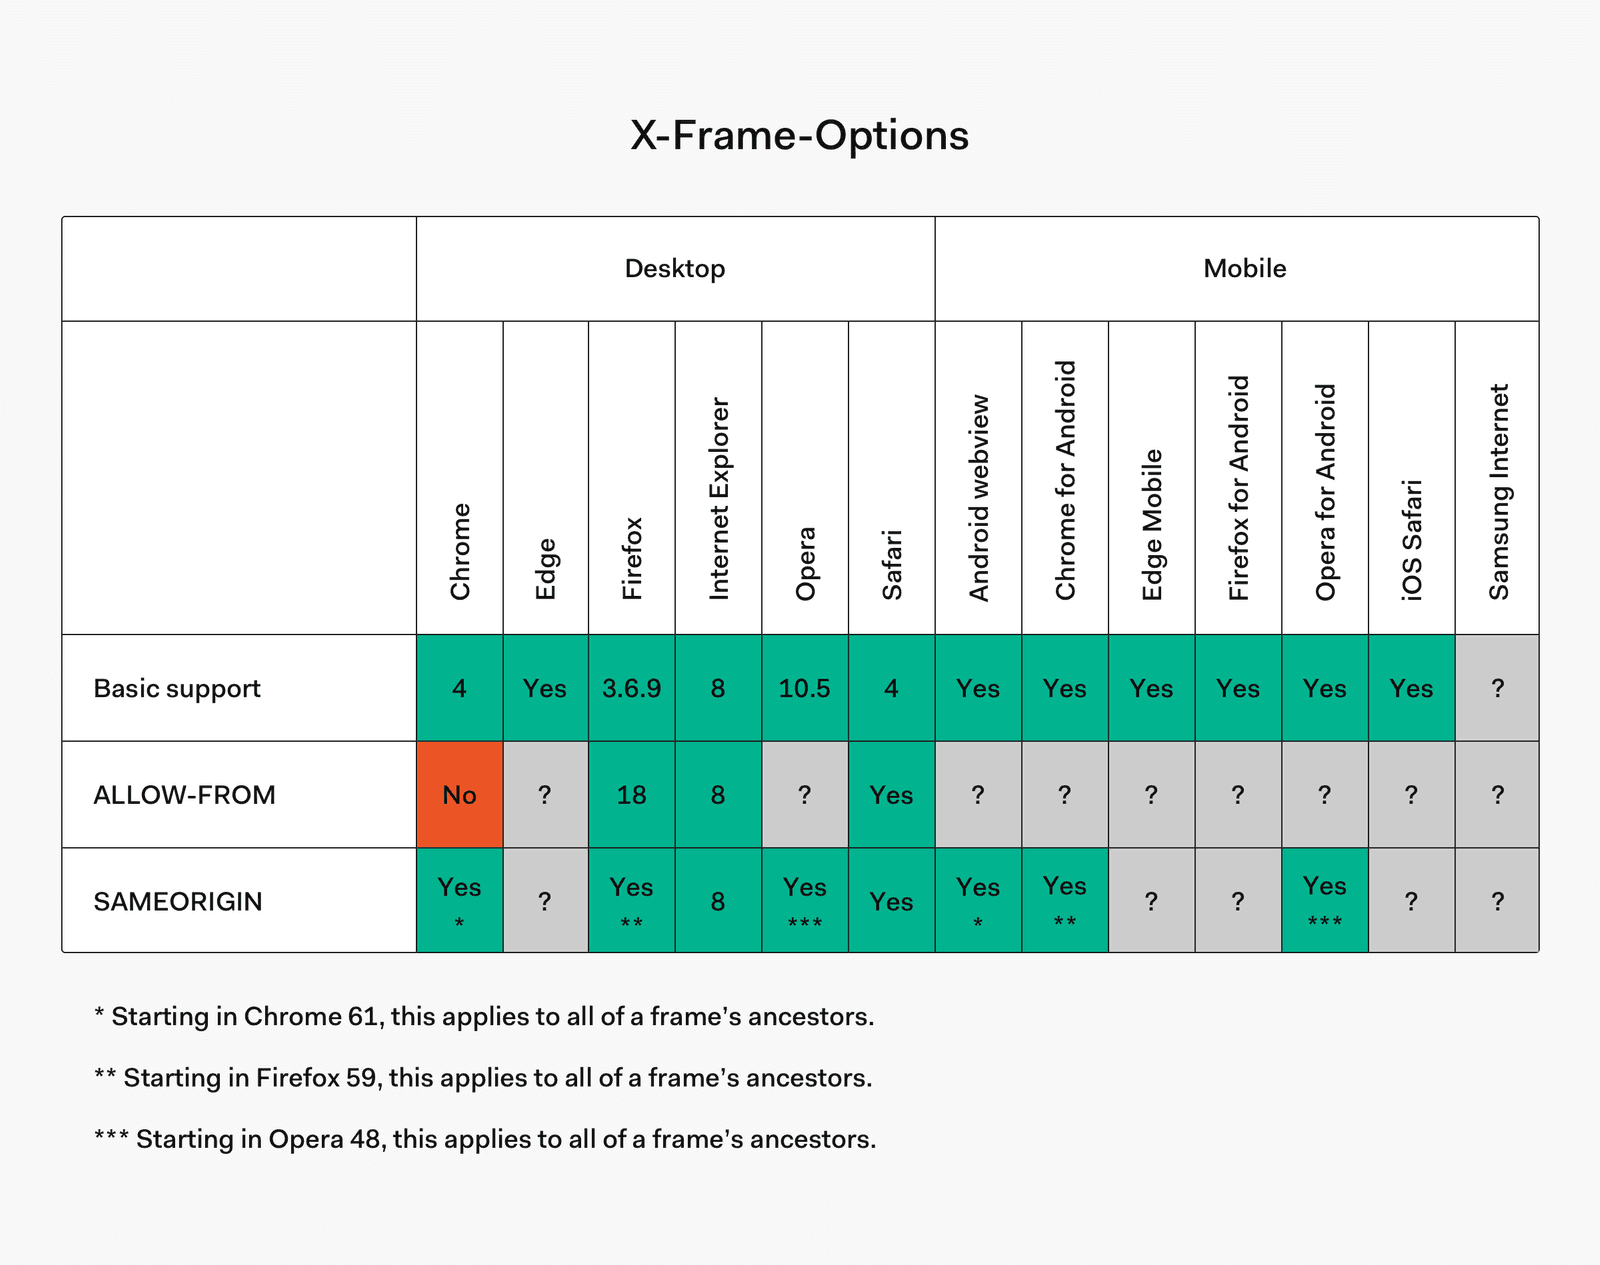 X-Frame-Options
Desktop Mobile
Chrome Edge Firefox Internet Explorer Opera Safari Android webview Chrome for Android Edge Mobile Firefox for Android Opera for Android iOS Safari Samsung Internet
Basic support 4 Yes 3.6.9 8 10.5 4 Yes Yes Yes Yes Yes Yes ?
ALLOW-FROM No ? 18 8 ? Yes ? ? ? ? ? ? ?
SAMEORIGIN Yes * ? Yes ** 8 Yes *** Yes Yes * Yes ** ? ? Yes *** ? ?
* Starting in Chrome 61, this applies to all of a frame’s ancestors.
** Starting in Firefox 59, this applies to all of a frame’s ancestors.
*** Starting in Opera 48, this applies to all of a frame’s ancestors.